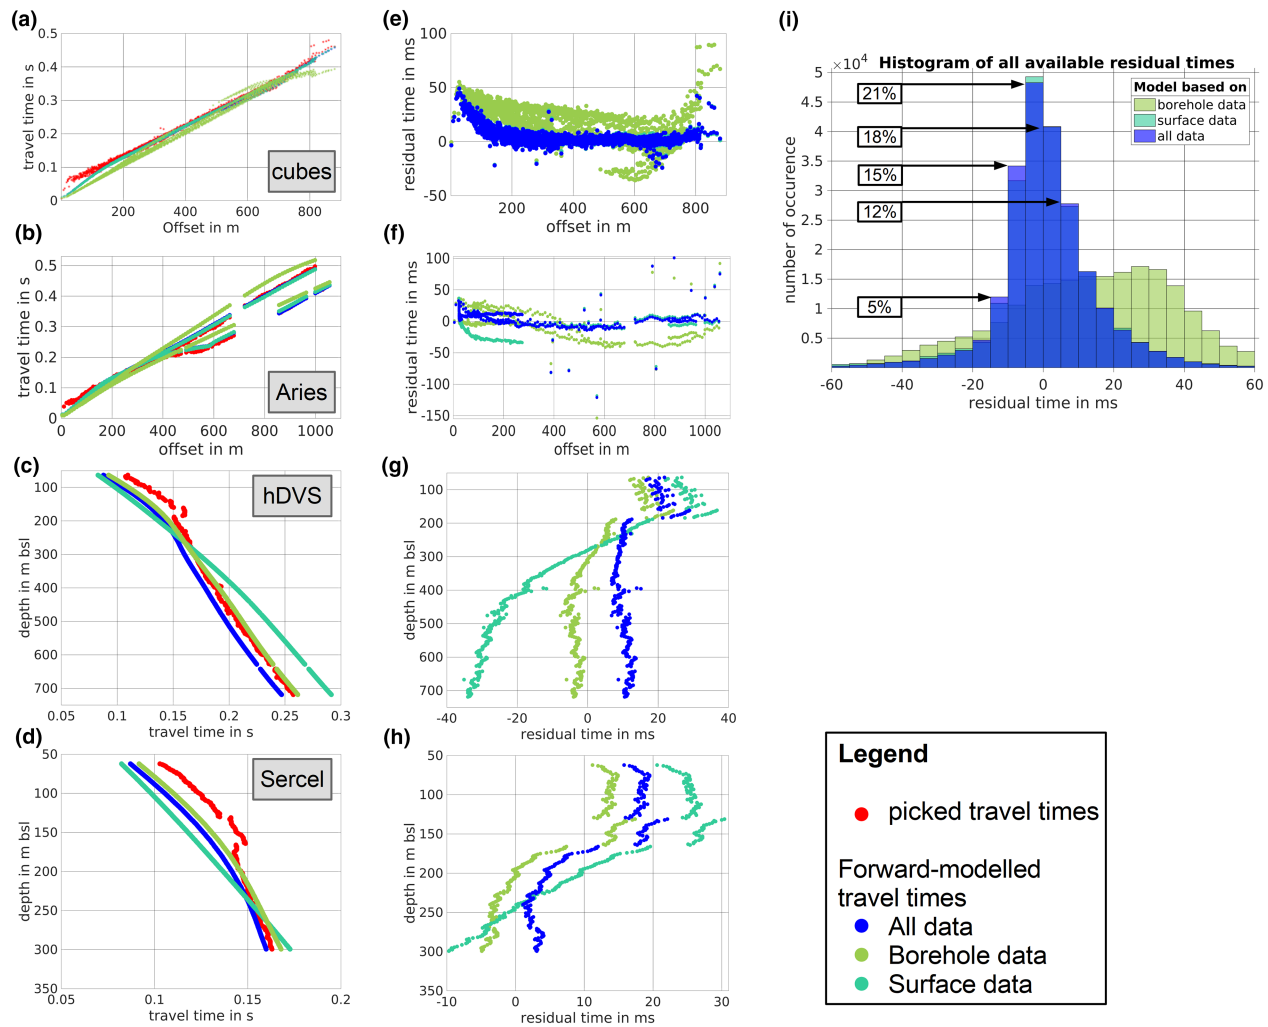 (a)
0.5
0.4
0.3
0.2
0.1
0
travel time in s
cubes
200
400
600
800
Offset in m
(b)
0.5
0.4
0.3
0.2
0.1
0
travel time in s
Aries
0
200
400
600
800
1000
offset in m
(c)
100
200
300
400
500
600
700
depth in m bsl
hDVS
0.05
0.1
0.15
0.2
0.25
0.3
travel time in s
(d)
50
100
150
200
250
300
350
depth in m bsl
Sercel
0.05
0.1
0.15
0.2
travel time in s
(e)
100
50
0
-50
residual time in ms
200
400
600
800
offset in m
(f)
100
50
0
-50
-100
-150
residual time in ms
0
200
400
600
800
1000
offset in m
(g)
100
200
300
400
500
600
700
depth in m bsl
-40
-20
0
20
40
residual time in ms
(h)
50
100
150
200
250
300
350
depth in m bsl
-10
0
10
20
30
residual time in ms
(i)
×10⁴
Histogram of all available residual times
5
4.5
4
3.5
3
2.5
2
1.5
1
0.5
number of occurence
21%
18%
15%
12%
5%
Model based on
borehole data
surface data
all data
-60
-40
-20
0
20
40
60
residual time in ms
Legend
picked travel times
Forward-modelled
travel times
All data
Borehole data
Surface data